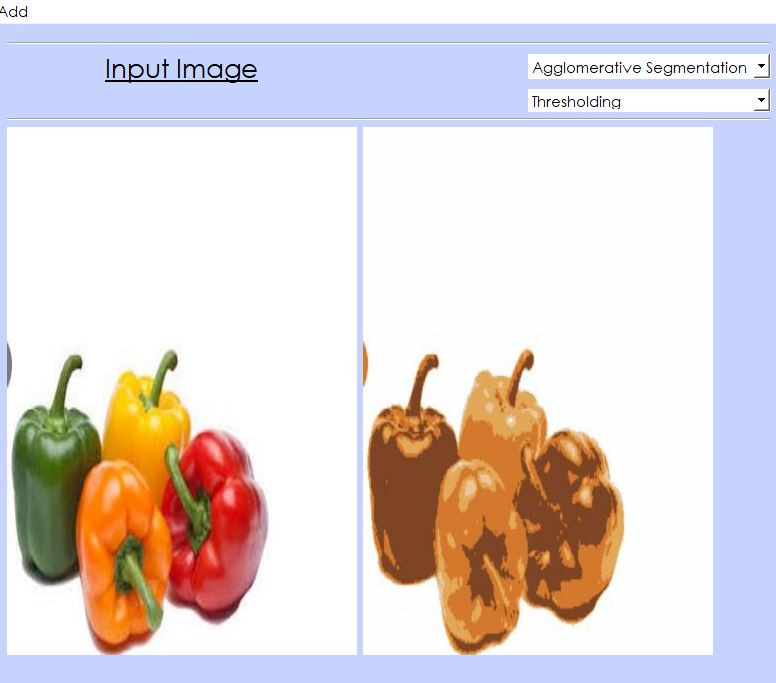 Add
Input Image
Agglomerative Segmentation
Thresholding